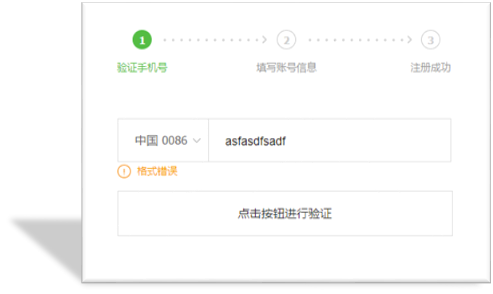 1 2 3
验证手机号 填写账号信息 注册成功
中国 0086 asfasdfsadf
格式错误
点击按钮进行验证